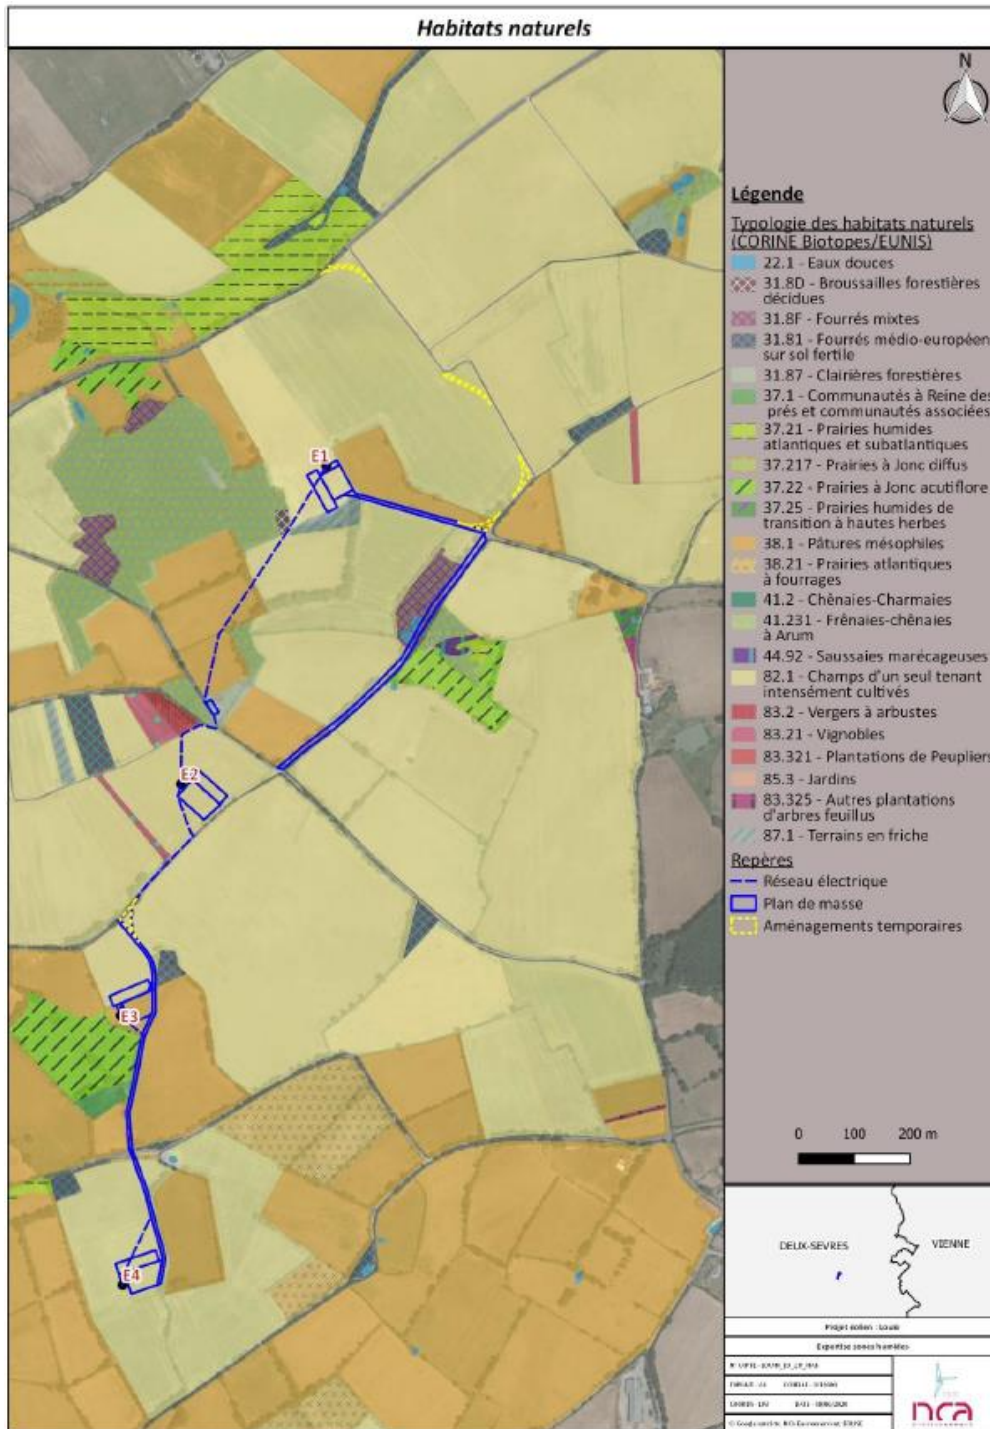 Habitats naturels
N
Légende
Typologie des habitats naturels
(CORINE Biotopes/EUNIS)
22.1 - Eaux douces
31.8D - Broussailles forestières
décidues
31.8F - Fourrés mixtes
31.81 - Fourrés médio-européen
sur sol fertile
31.87 - Clairières forestières
37.1 - Communautés à Reine des
prés et communautés associées
37.21 - Prairies humides
atlantiques et subatlantiques
37.217 - Prairies à Jonc diffus
37.22 - Prairies à Jonc acutiflore
37.25 - Prairies humides de
transition à hautes herbes
38.1 - Pâtures mésophiles
38.21 - Prairies atlantiques
à fourrages
41.2 - Chênaies-Charmaies
41.231 - Frênaies-chênaies
à Arum
44.92 - Saussaies marécageuses
82.1 - Champs d'un seul tenant
intensément cultivés
83.2 - Vergers à arbustes
83.21 - Vignobles
83.321 - Plantations de Peupliers
85.3 - Jardins
83.325 - Autres plantations
d'arbres feuillus
87.1 - Terrains en friche
Repères
Réseau électrique
Plan de masse
Aménagements temporaires
E1
E2
E3
E4
0 100 200 m
DEUX-SEVRES
VIENNE
Projet éolien :
Expertise zones humides
nca